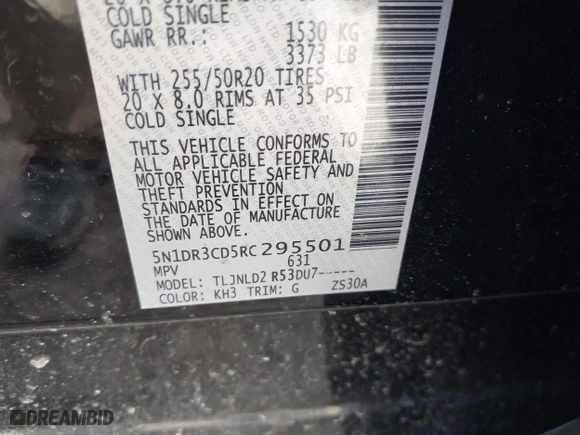 COLD SINGLE
GAWR RR.: 1530 KG
3373 LB
WITH 255/50R20 TIRES
20 X 8.0 RIMS AT 35 PSI
COLD SINGLE
THIS VEHICLE CONFORMS TO
ALL APPLICABLE FEDERAL
MOTOR VEHICLE SAFETY AND
THEFT PREVENTION
STANDARDS IN EFFECT ON
THE DATE OF MANUFACTURE
5N1DR3CD5RC295501
MPV 631
MODEL: TLJNLD2 R53DU7-----
COLOR: KH3 TRIM: G ZS30A
DREAMBID